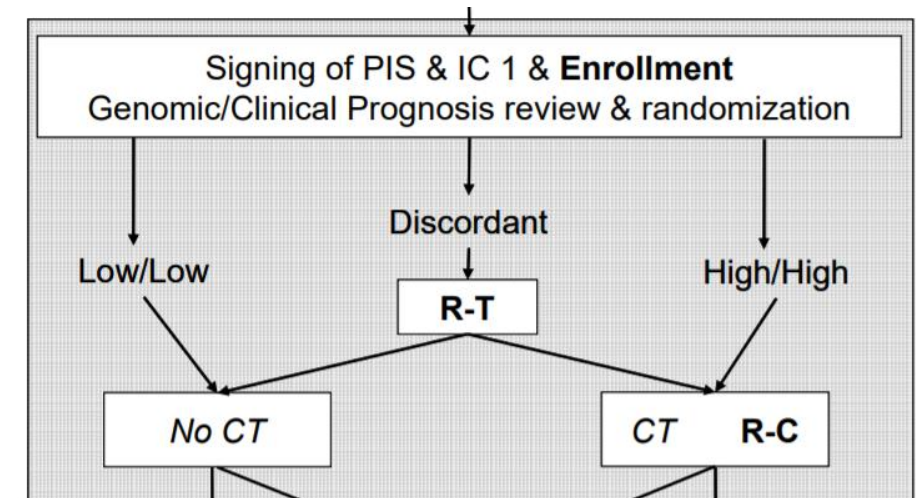 Signing of PIS & IC 1 & Enrollment
Genomic/Clinical Prognosis review & randomization
Discordant
Low/Low
High/High
R-T
No CT
CT R-C